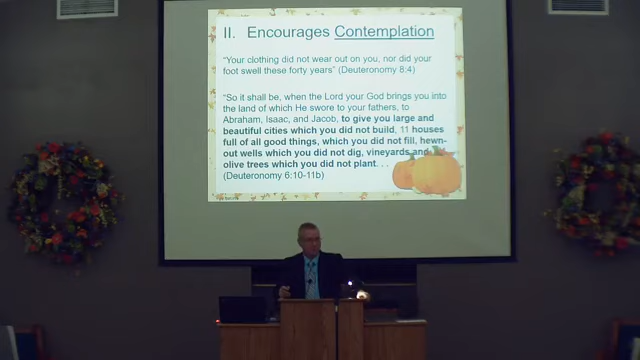 II. Encourages Contemplation
"Your clothing did not wear out on you, nor did your
foot swell these forty years" (Deuteronomy 8:4)
"So it shall be, when the Lord your God brings you into
the land of which He swore to your fathers, to
Abraham, Isaac, and Jacob, to give you large and
beautiful cities which you did not build, 11 houses
full of all good things, which you did not fill, hewn-
out wells which you did not dig, vineyards and
olive trees which you did not plant. . .
(Deuteronomy 6:10-11b)